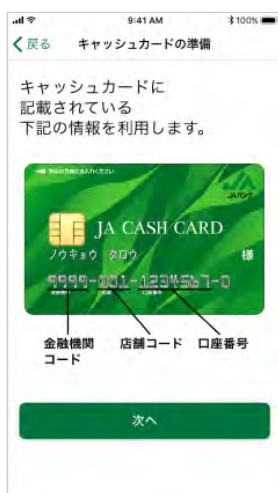 9:41 AM
100%
戻る
キャッシュカードの準備
キャッシュカードに
記載されている
下記の情報を利用します。
JA CASH CARD
ノウキョウ タロウ 様
9999-001-1234567-0
金融機関
コード
店舗コード
口座番号
次へ